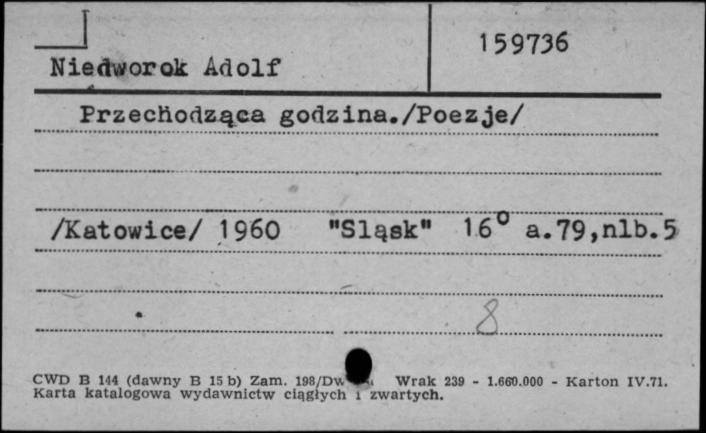 159736
Niedworok Adolf
Przechodząca godzina./Poezje/
/Katowice/ 1960 "Sląsk" 16° a.79,nlb.5
8
CWD B 144 (dawny B 15 b) Zam. 198/Dw Wrak 239 - 1.660.000 - Karton IV.71.
Karta katalogowa wydawnictw ciągłych i zwartych.